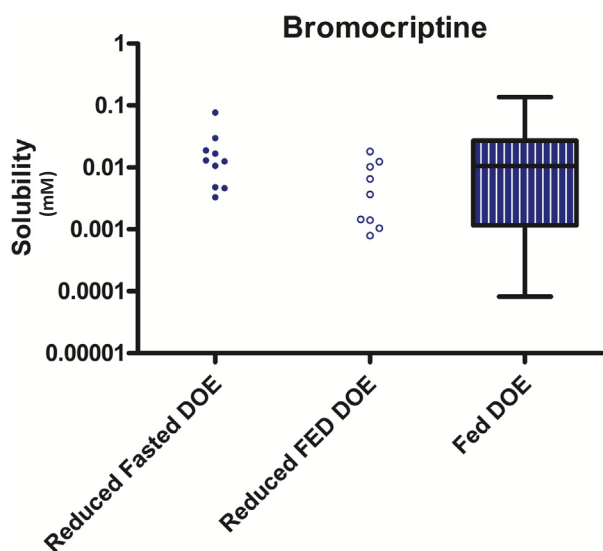 Bromocriptine
Solubility
(mM)
1
0.1
0.01
0.001
0.0001
0.00001
Reduced Fasted DOE
Reduced FED DOE
Fed DOE